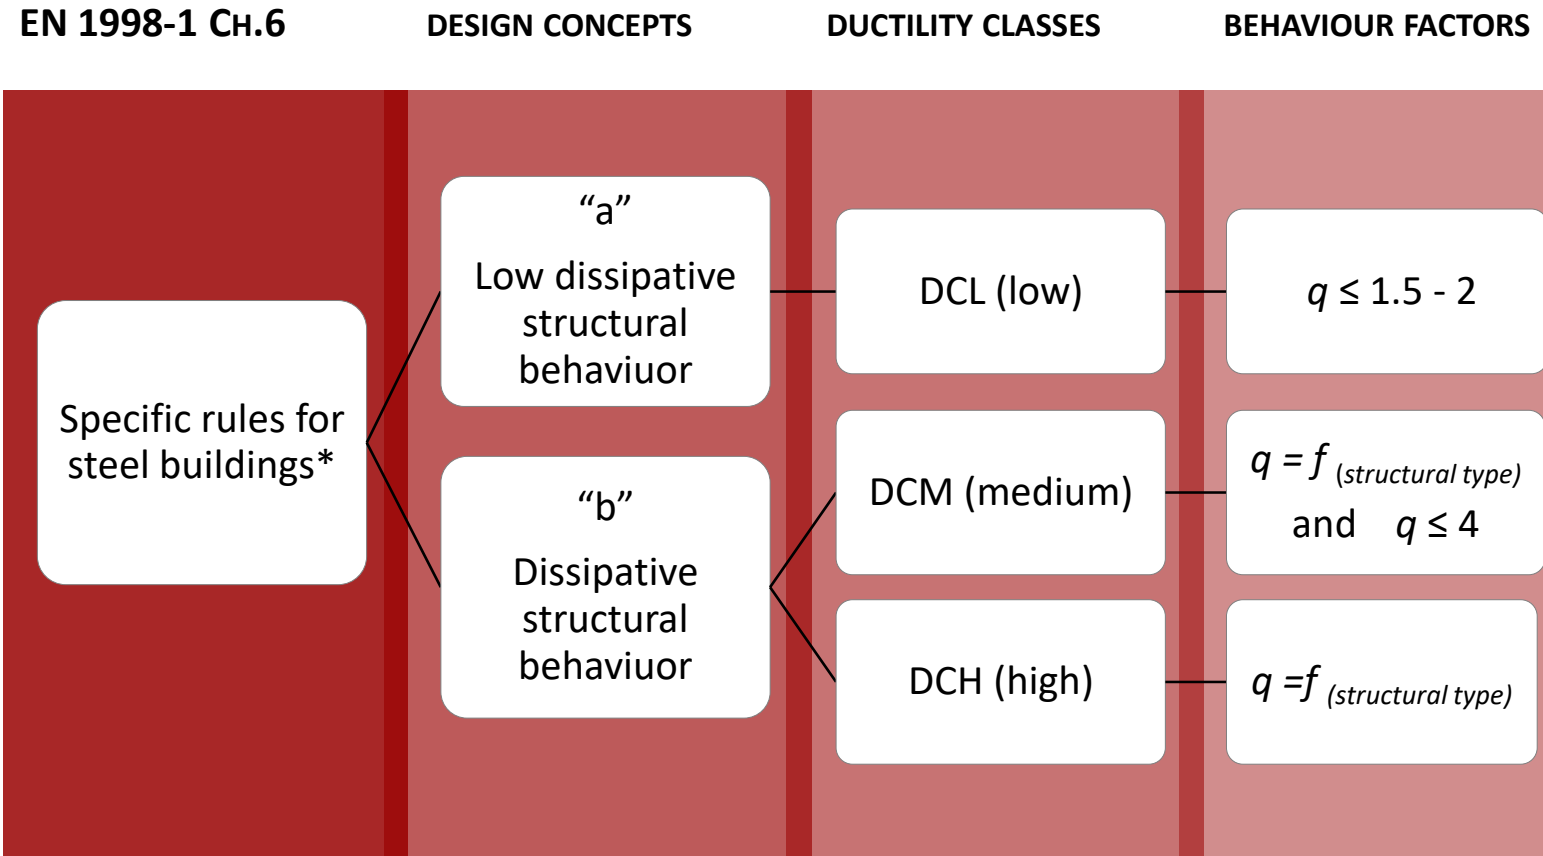 EN 1998-1 CH.6
DESIGN CONCEPTS
DUCTILITY CLASSES
BEHAVIOUR FACTORS
Specific rules for
steel buildings*
“a”
Low dissipative
structural
behaviuor
“b”
Dissipative
structural
behaviuor
DCL (low)
DCM (medium)
DCH (high)
q ≤ 1.5 - 2
q = f (structural type)
and q ≤ 4
q =f (structural type)